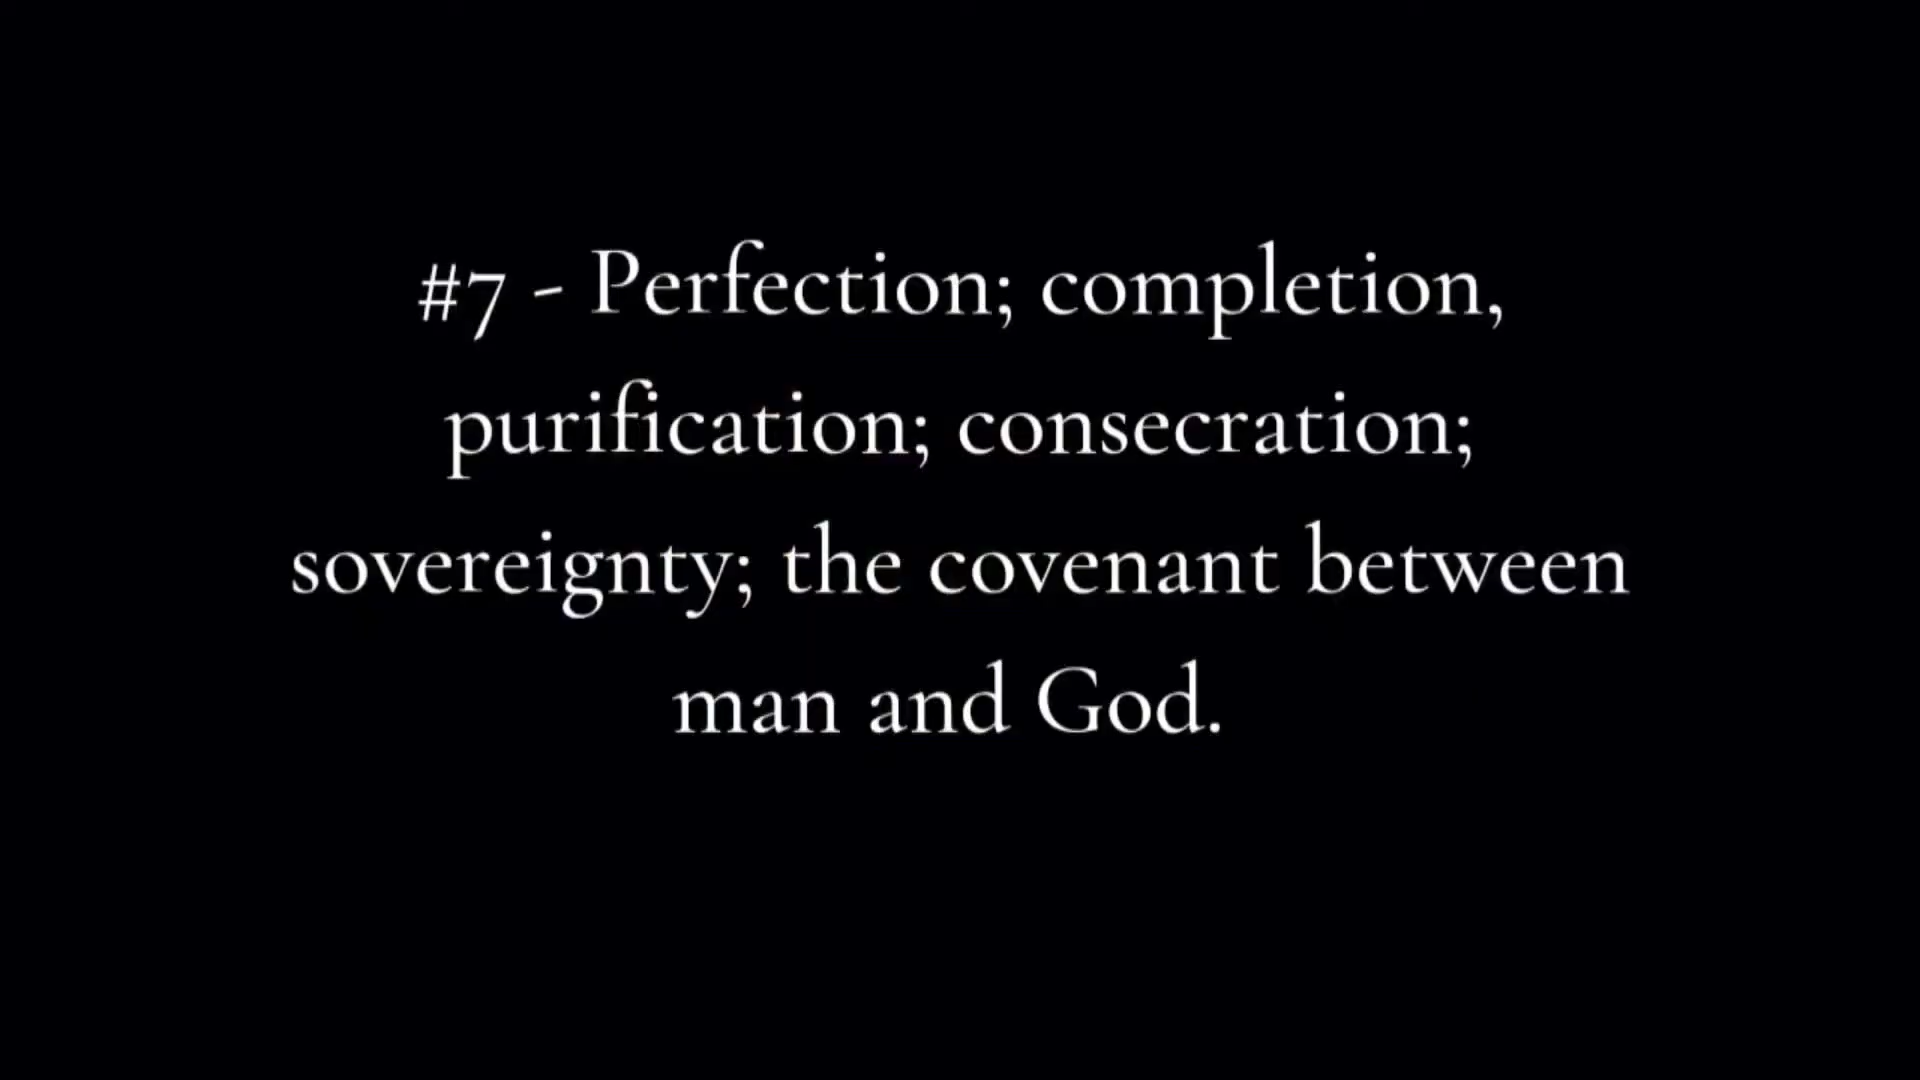 #7 - Perfection; completion,
purification; consecration;
sovereignty; the covenant between
man and God.